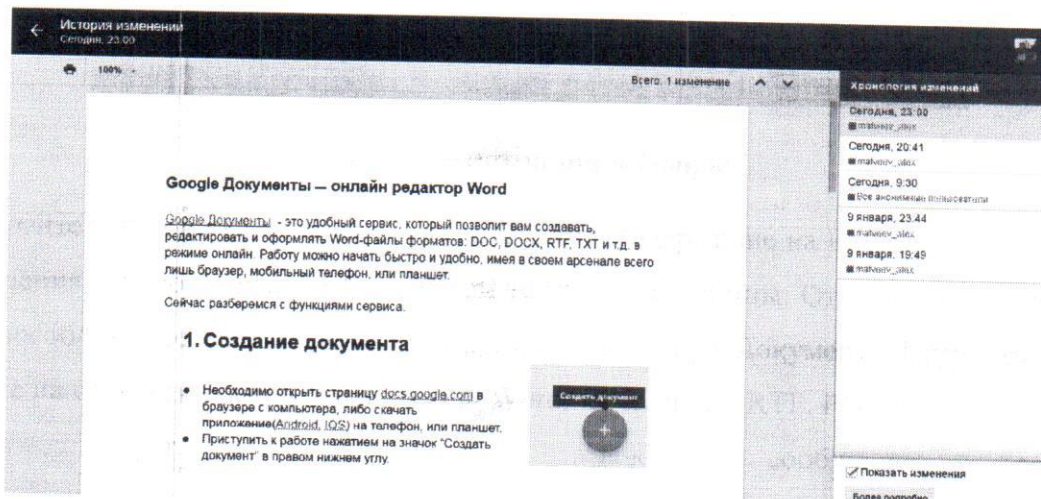 История изменений
Сегодня, 23:00
100%
Всего: 1 изменение
Хронология изменений
Сегодня, 23:00
matveev_alex
Сегодня, 20:41
matveev_alex
Сегодня, 9:30
Все анонимные пользователи
9 января, 23:44
matveev_alex
9 января, 19:49
matveev_alex
Google Документы — онлайн редактор Word
Google Документы - это удобный сервис, который позволит вам создавать,
редактировать и оформлять Word-файлы форматов: DOC, DOCX, RTF, TXT и т.д. в
режиме онлайн. Работу можно начать быстро и удобно, имея в своем арсенале всего
лишь браузер, мобильный телефон, или планшет.
Сейчас разберемся с функциями сервиса.
1. Создание документа
Необходимо открыть страницу docs.google.com в
браузере с компьютера, либо скачать
приложение(Android, IOS) на телефон, или планшет.
Приступить к работе нажатием на значок "Создать
документ" в правом нижнем углу.
Создать документ
Показать изменения
Более подробно